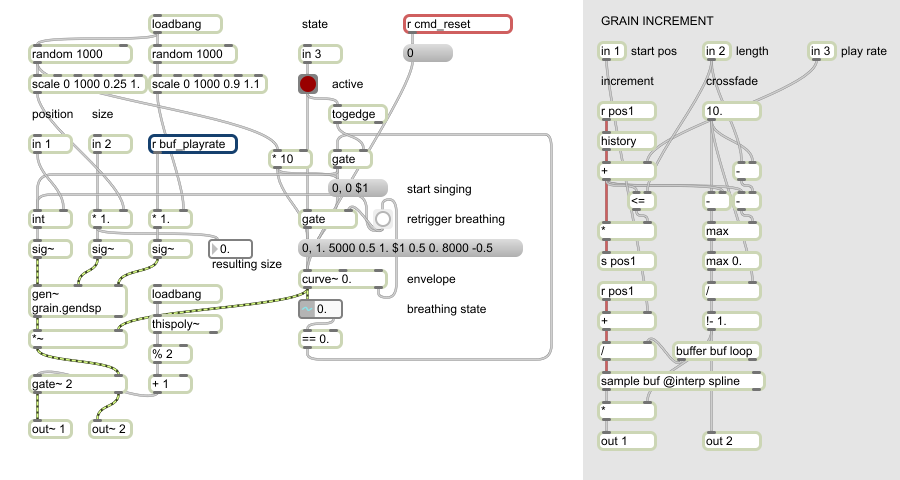 loadbang
state
r cmd_reset
random 1000
random 1000
in 3
0
scale 0 1000 0.25 1.
scale 0 1000 0.9 1.1
active
position
size
togedge
in 1
in 2
r buf_playrate
* 10
gate
0, 0 $1
start singing
int
* 1.
* 1.
gate
retrigger breathing
sig~
sig~
sig~
0.
resulting size
0, 1. 5000 0.5 1. $1 0.5 0. 8000 -0.5
gen~
grain.gendsp
loadbang
curve~ 0.
envelope
0.
breathing state
thispoly~
*~
== 0.
% 2
gate~ 2
+ 1
out~ 1
out~ 2
GRAIN INCREMENT
in 1
start pos
in 2
length
in 3
play rate
increment
crossfade
r pos1
10.
history
+
-
<=
-
-
*
max
s pos1
max 0.
r pos1
/
+
!- 1.
/
buffer buf loop
sample buf @interp spline
*
out 1
out 2